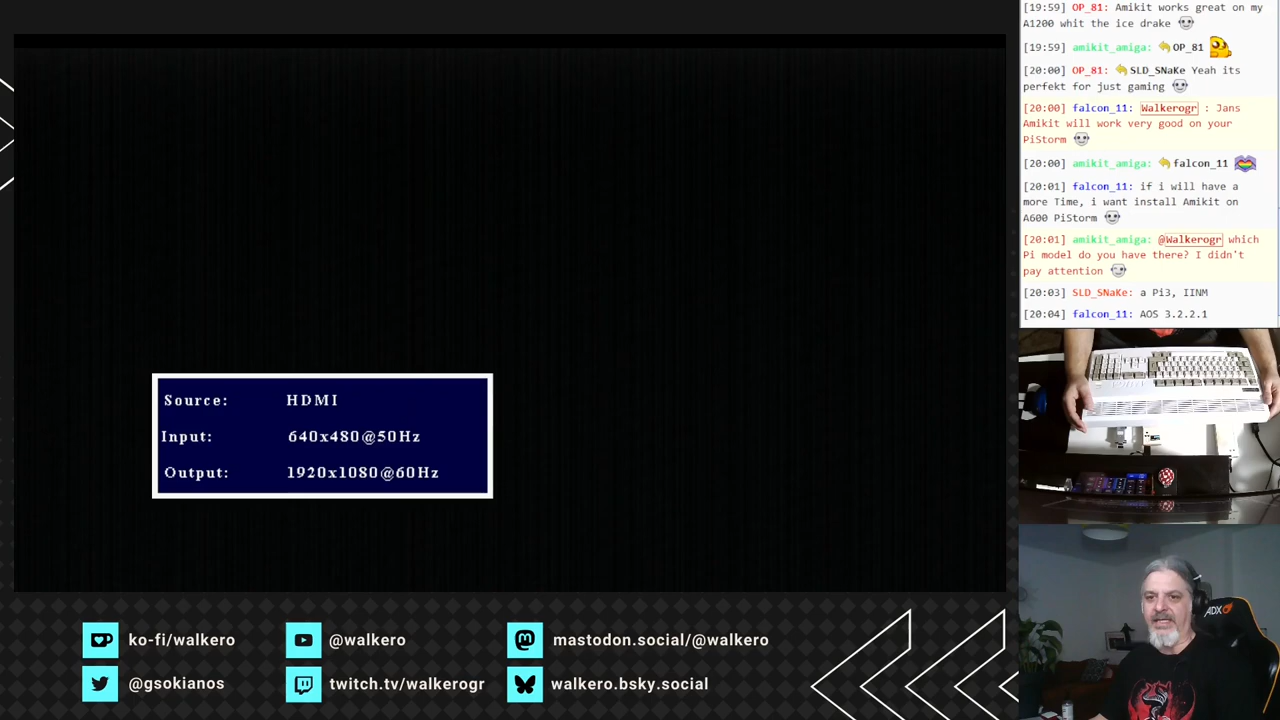 [19:59] OP_81: Amikit works great on my
A1200 whit the ice drake
[19:59] amikit_amiga: OP_81
[20:00] OP_81: SLD_SNaKe Yeah its
perfekt for just gaming
[20:00] falcon_11: Walkerogr : Jans
Amikit will work very good on your
PiStorm
[20:00] amikit_amiga: falcon_11
[20:01] falcon_11: if i will have a
more Time, i want install Amikit on
A600 PiStorm
[20:01] amikit_amiga: @Walkerogr which
Pi model do you have there? I didn't
pay attention
[20:03] SLD_SNaKe: a Pi3, IINM
[20:04] falcon_11: AOS 3.2.2.1
Source: HDMI
Input: 640x480@50Hz
Output: 1920x1080@60Hz
ADX
ko-fi/walkero
@walkero
mastodon.social/@walkero
@gsokianos
twitch.tv/walkerogr
walkero.bsky.social